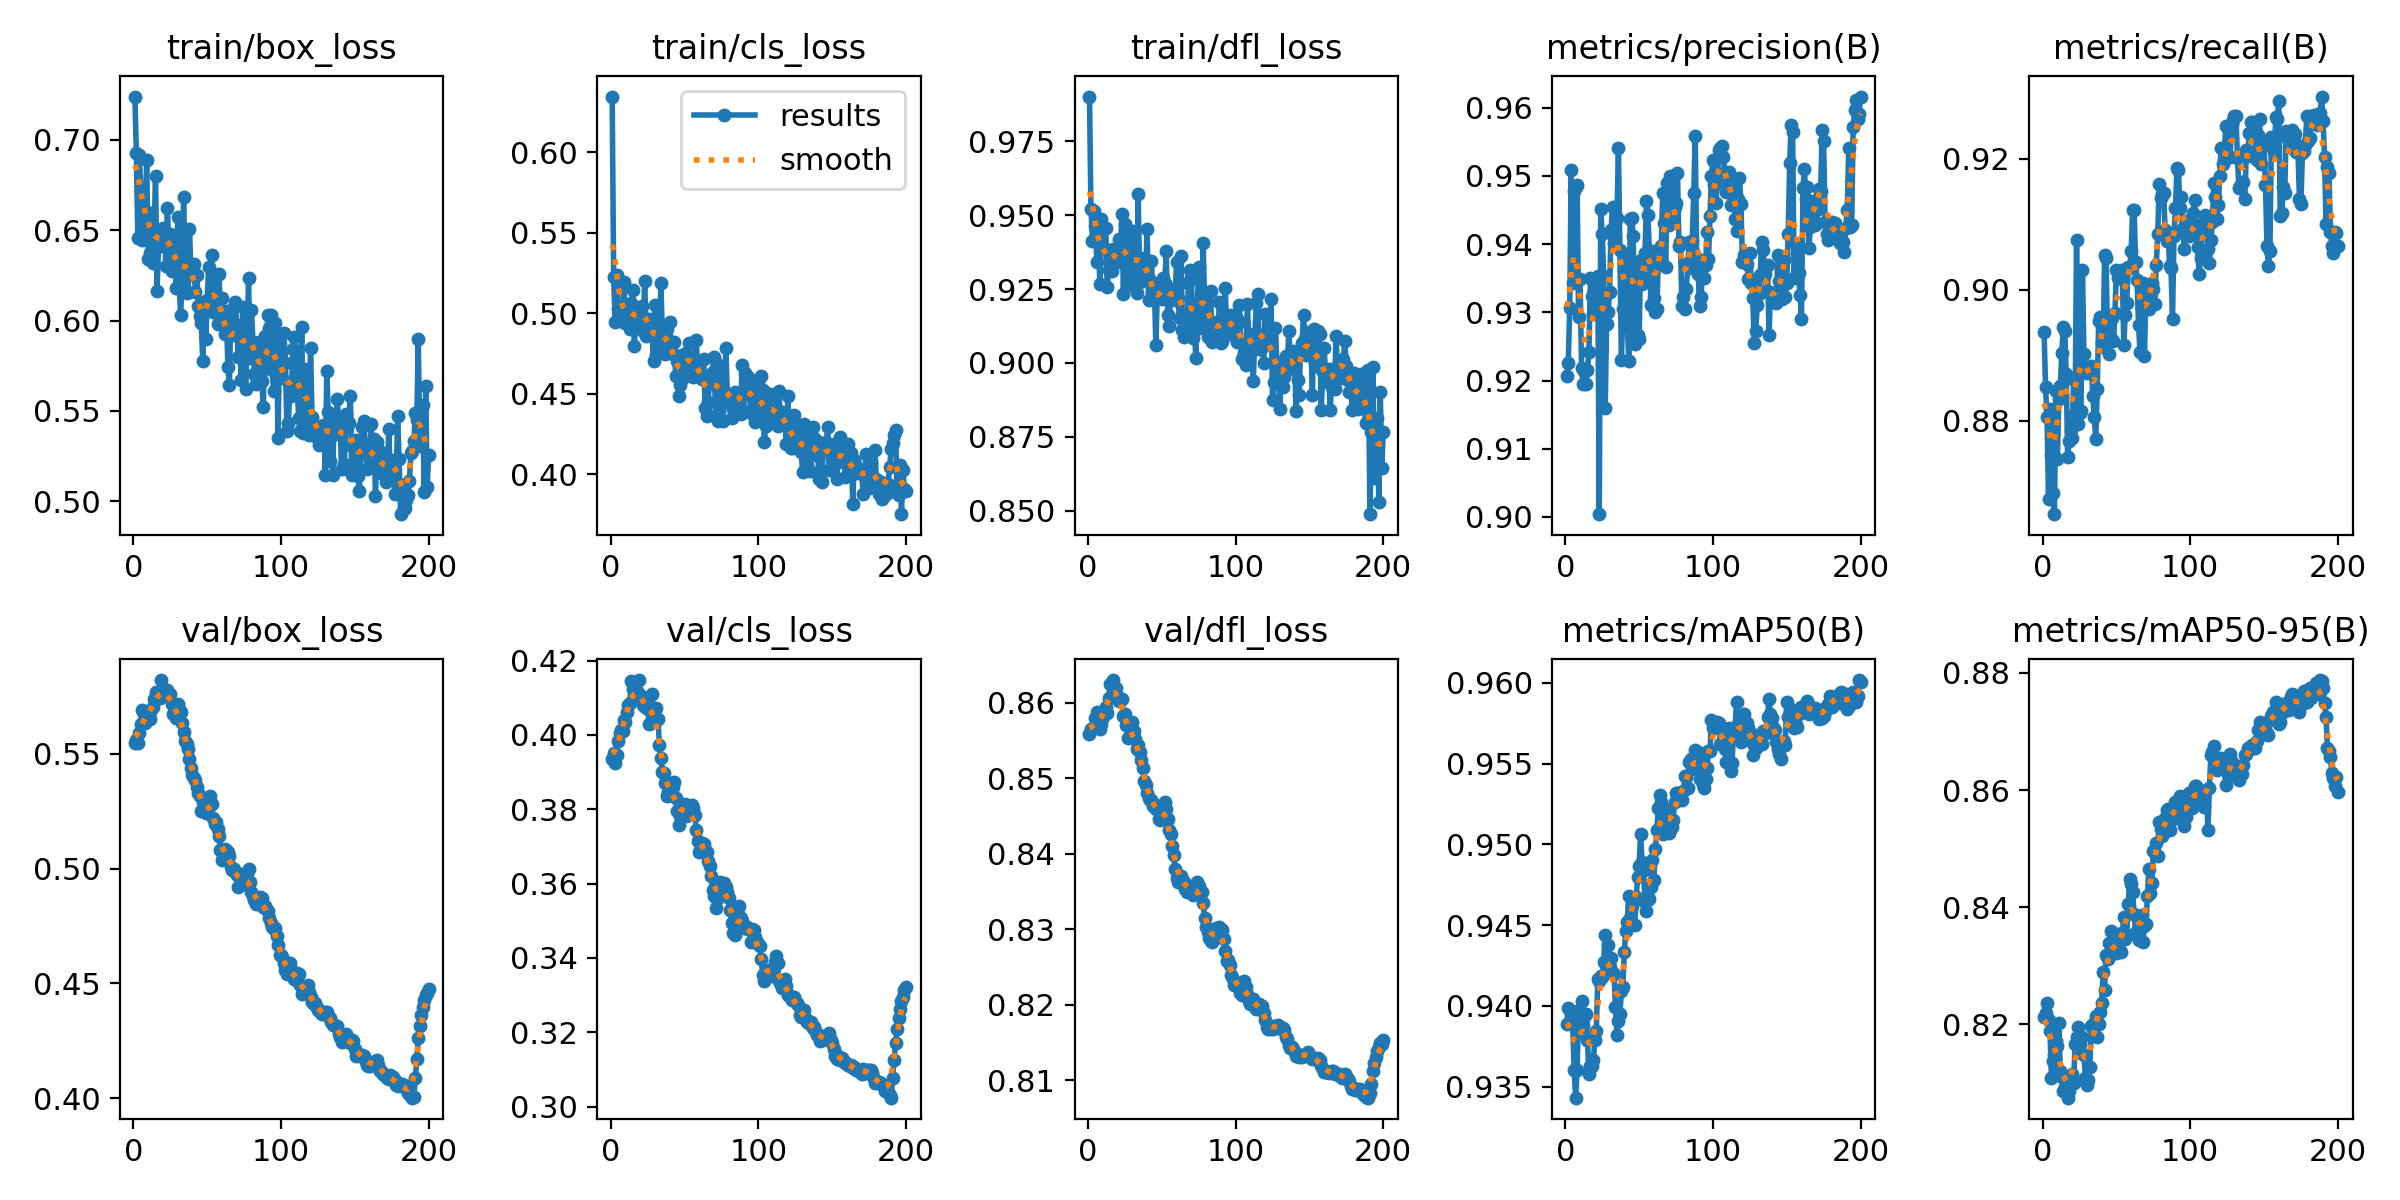 train/box_loss
train/cls_loss
train/dfl_loss
metrics/precision(B)
metrics/recall(B)
0.70
0.65
0.60
0.55
0.50
0 100 200
results
smooth
0.60
0.55
0.50
0.45
0.40
0 100 200
0.975
0.950
0.925
0.900
0.875
0.850
0 100 200
0.96
0.95
0.94
0.93
0.92
0.91
0.90
0 100 200
0.92
0.90
0.88
0 100 200
val/box_loss
val/cls_loss
val/dfl_loss
metrics/mAP50(B)
metrics/mAP50-95(B)
0.55
0.50
0.45
0.40
0 100 200
0.42
0.40
0.38
0.36
0.34
0.32
0.30
0 100 200
0.86
0.85
0.84
0.83
0.82
0.81
0 100 200
0.960
0.955
0.950
0.945
0.940
0.935
0 100 200
0.88
0.86
0.84
0.82
0 100 200